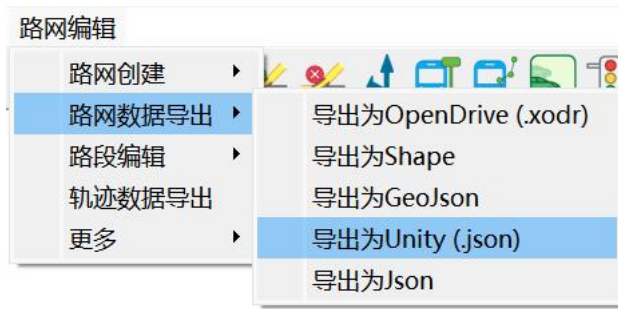 路网编辑
路网创建
路网数据导出
路段编辑
轨迹数据导出
更多
导出为OpenDrive (.xodr)
导出为Shape
导出为GeoJson
导出为Unity (.json)
导出为Json